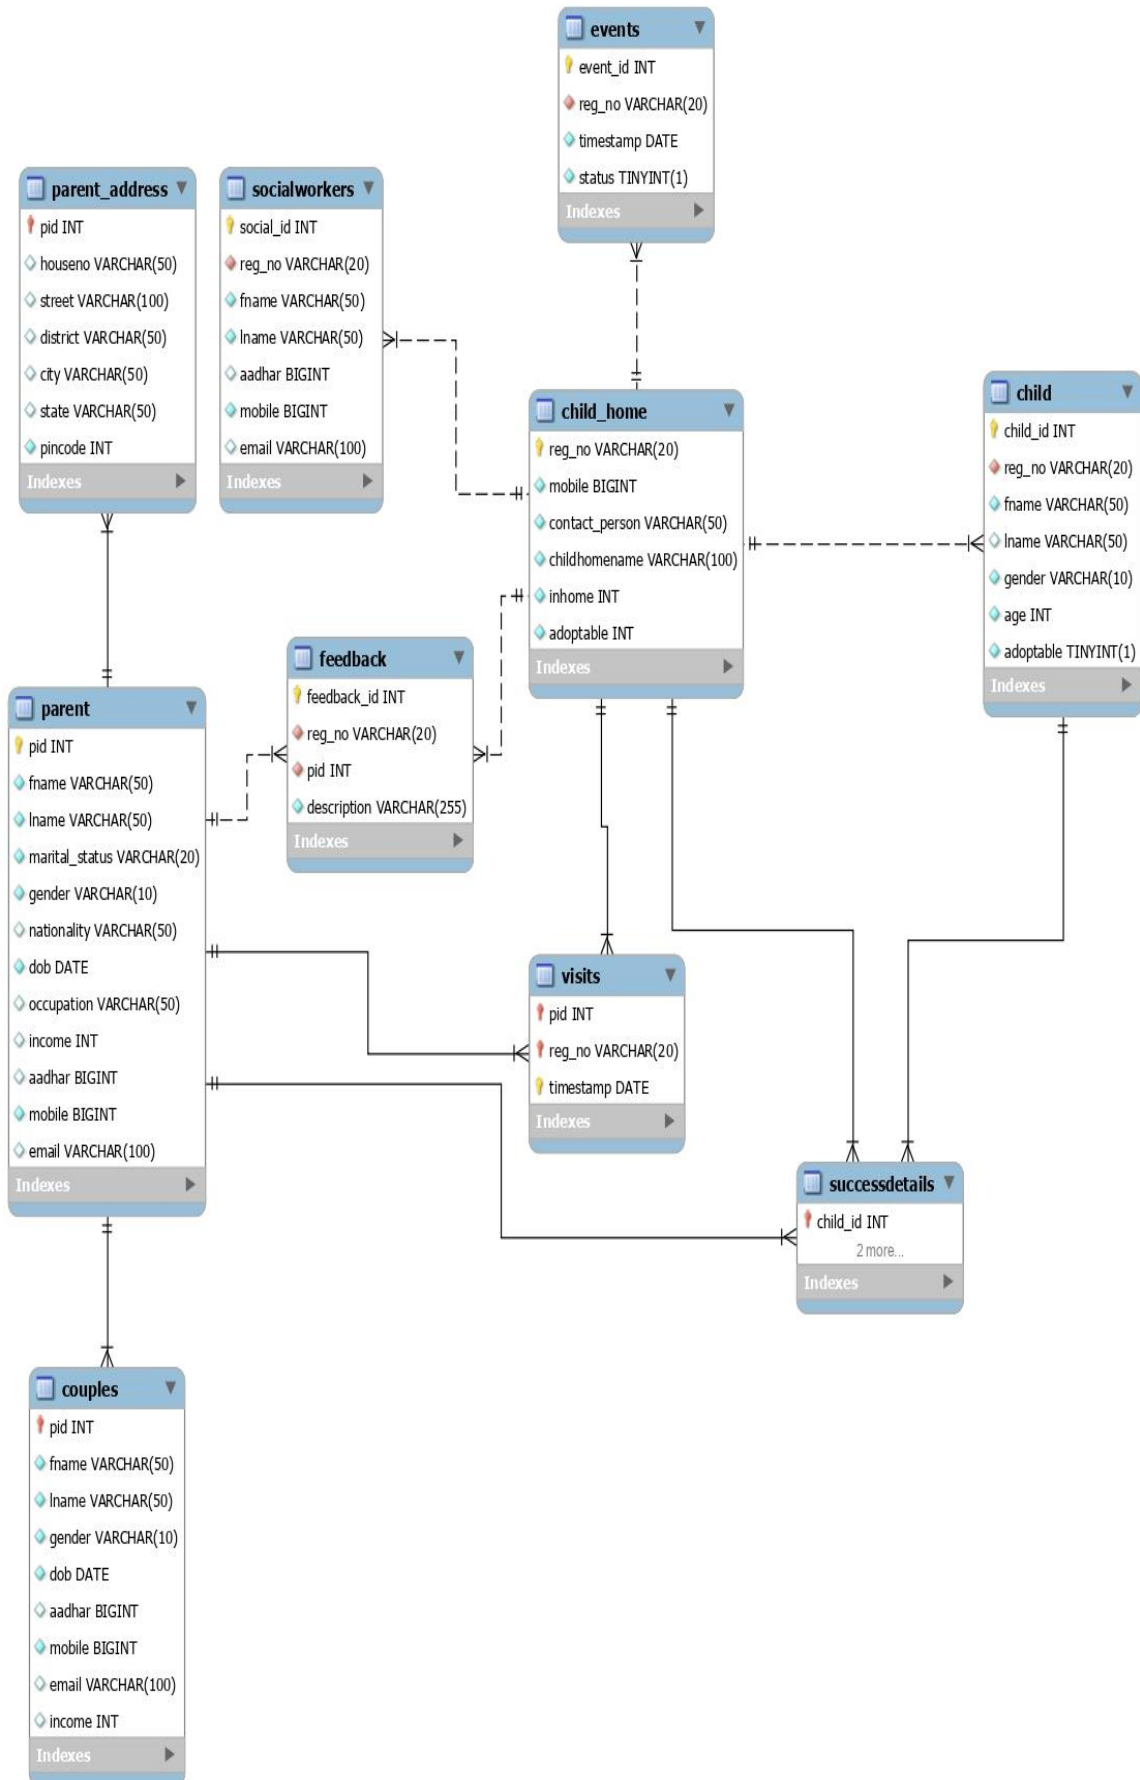 events
event_id INT
reg_no VARCHAR(20)
timestamp DATE
status TINYINT(1)
Indexes
parent_address
pid INT
houseno VARCHAR(50)
street VARCHAR(100)
district VARCHAR(50)
city VARCHAR(50)
state VARCHAR(50)
pincode INT
Indexes
socialworkers
social_id INT
reg_no VARCHAR(20)
fname VARCHAR(50)
lname VARCHAR(50)
aadhar BIGINT
mobile BIGINT
email VARCHAR(100)
Indexes
child_home
reg_no VARCHAR(20)
mobile BIGINT
contact_person VARCHAR(50)
childhomename VARCHAR(100)
inhome INT
adoptable INT
Indexes
child
child_id INT
reg_no VARCHAR(20)
fname VARCHAR(50)
lname VARCHAR(50)
gender VARCHAR(10)
age INT
adoptable TINYINT(1)
Indexes
feedback
feedback_id INT
reg_no VARCHAR(20)
pid INT
description VARCHAR(255)
Indexes
parent
pid INT
fname VARCHAR(50)
lname VARCHAR(50)
marital_status VARCHAR(20)
gender VARCHAR(10)
nationality VARCHAR(50)
dob DATE
occupation VARCHAR(50)
income INT
aadhar BIGINT
mobile BIGINT
email VARCHAR(100)
Indexes
visits
pid INT
reg_no VARCHAR(20)
timestamp DATE
Indexes
successdetails
child_id INT
2 more...
Indexes
couples
pid INT
fname VARCHAR(50)
lname VARCHAR(50)
gender VARCHAR(10)
dob DATE
aadhar BIGINT
mobile BIGINT
email VARCHAR(100)
income INT
Indexes